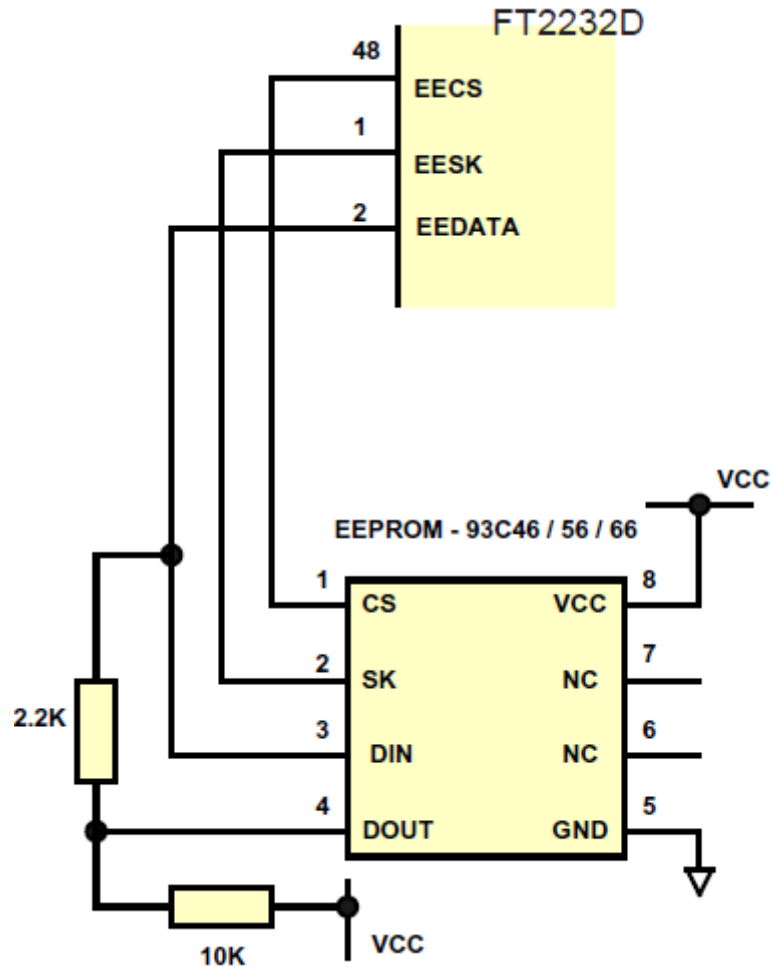 FT2232D
48
EECS
1
EESK
2
EEDATA
VCC
EEPROM - 93C46 / 56 / 66
1 CS VCC 8
2 SK NC 7
2.2K
3 DIN NC 6
4 DOUT GND 5
10K
VCC